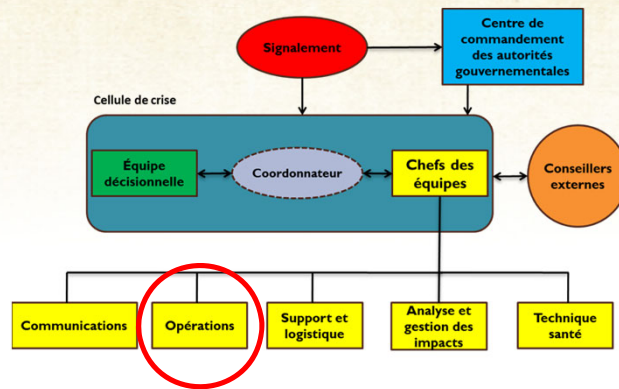 Signalement
Centre de
commandement
des autorités
gouvernementales
Cellule de crise
Équipe
décisionnelle
Coordonnateur
Chefs des
équipes
Conseillers
externes
Communications
Opérations
Support et
logistique
Analyse et
gestion des
impacts
Technique
santé